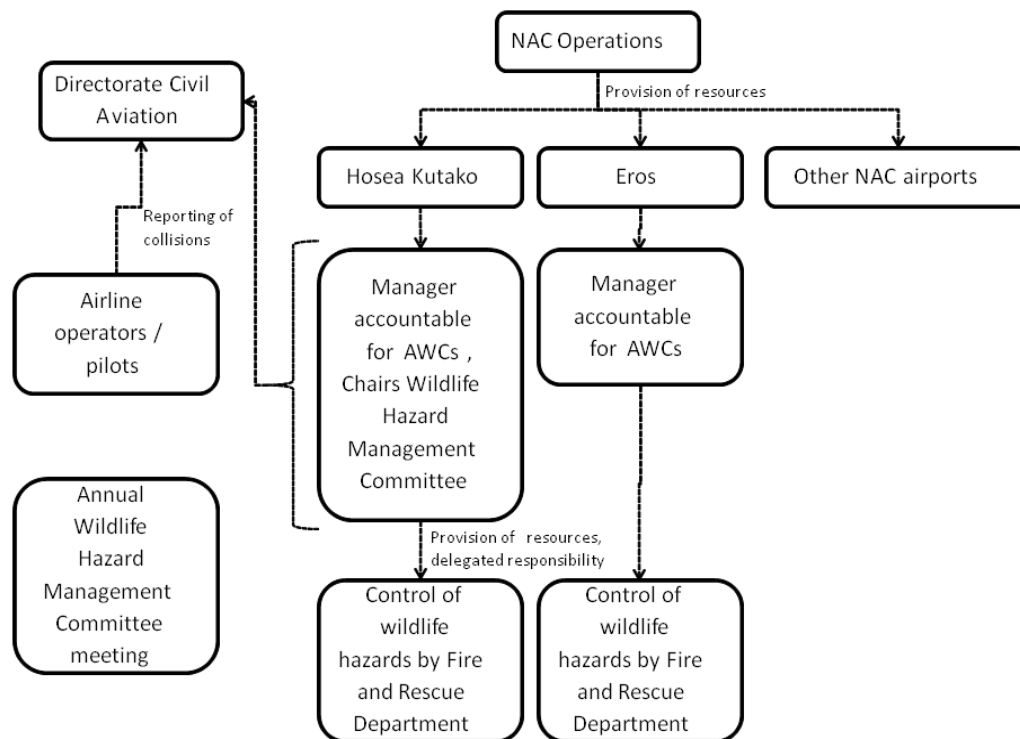 NAC Operations
Provision of resources
Directorate Civil
Aviation
Hosea Kutako
Eros
Other NAC airports
Reporting of
collisions
Airline
operators /
pilots
Manager
accountable
for AWCs ,
Chairs Wildlife
Hazard
Management
Committee
Manager
accountable
for AWCs
Annual
Wildlife
Hazard
Management
Committee
meeting
Provision of resources,
delegated responsibility
Control of
wildlife
hazards by Fire
and Rescue
Department
Control of
wildlife
hazards by Fire
and Rescue
Department